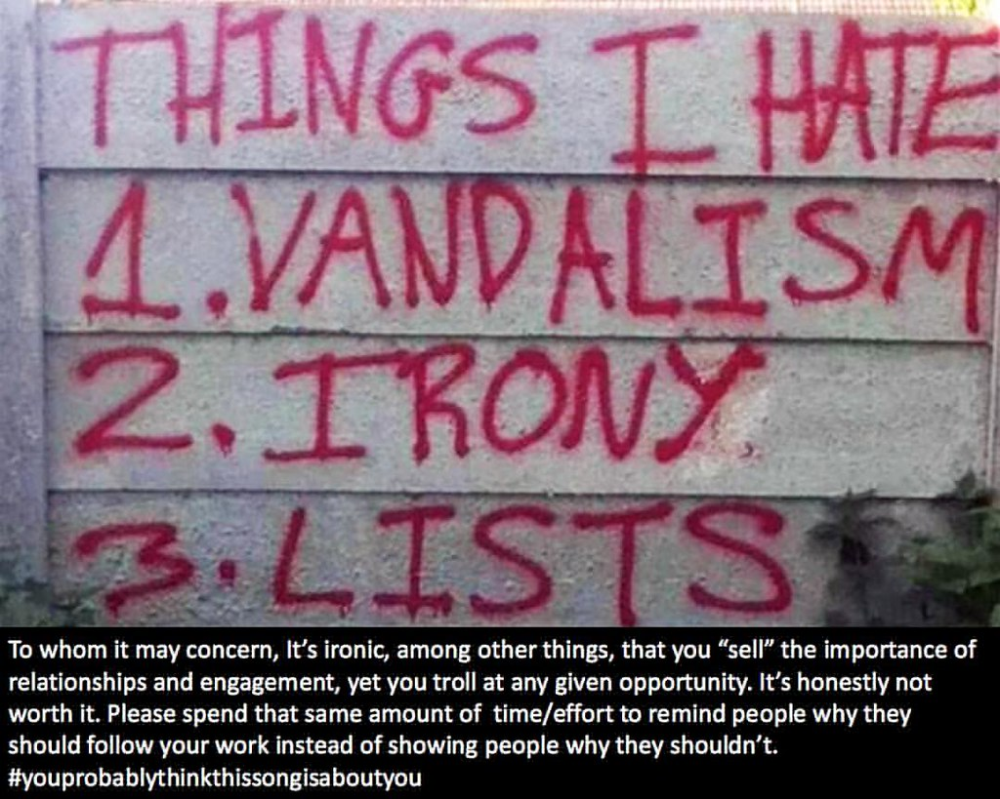 THINGS I HATE
1. VANDALISM
2. IRONY
3. LISTS
To whom it may concern, It’s ironic, among other things, that you “sell” the importance of
relationships and engagement, yet you troll at any given opportunity. It’s honestly not
worth it. Please spend that same amount of  time/effort to remind people why they
should follow your work instead of showing people why they shouldn’t.
#youprobablythinkthissongisaboutyou